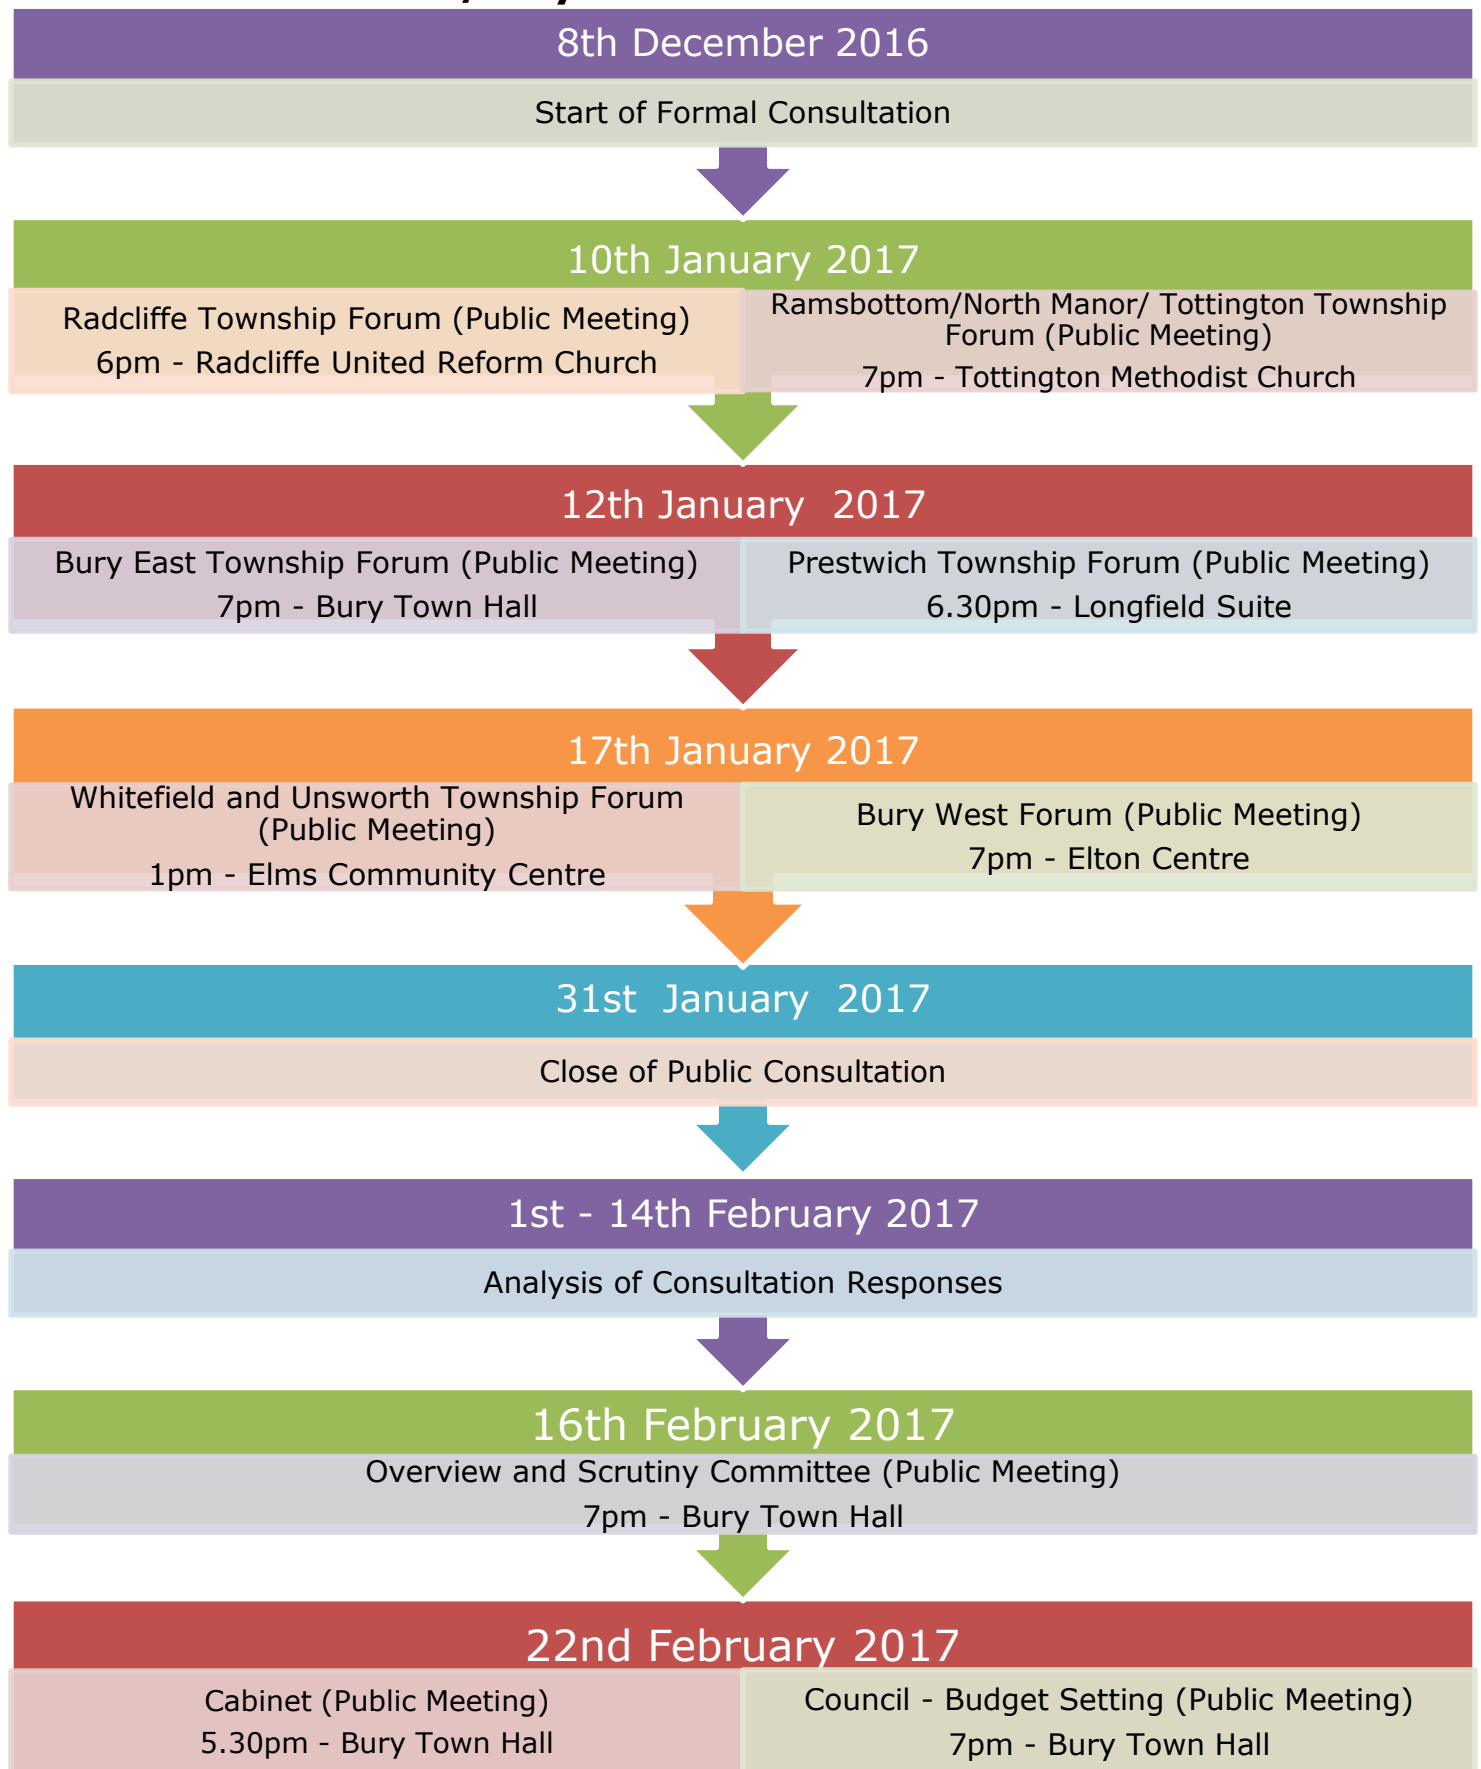 8th December 2016
Start of Formal Consultation
10th January 2017
Radcliffe Township Forum (Public Meeting)
6pm - Radcliffe United Reform Church
Ramsbottom/North Manor/ Tottington Township
Forum (Public Meeting)
7pm - Tottington Methodist Church
12th January 2017
Bury East Township Forum (Public Meeting)
7pm - Bury Town Hall
Prestwich Township Forum (Public Meeting)
6.30pm - Longfield Suite
17th January 2017
Whitefield and Unsworth Township Forum
(Public Meeting)
1pm - Elms Community Centre
Bury West Forum (Public Meeting)
7pm - Elton Centre
31st January 2017
Close of Public Consultation
1st - 14th February 2017
Analysis of Consultation Responses
16th February 2017
Overview and Scrutiny Committee (Public Meeting)
7pm - Bury Town Hall
22nd February 2017
Cabinet (Public Meeting)
5.30pm - Bury Town Hall
Council - Budget Setting (Public Meeting)
7pm - Bury Town Hall